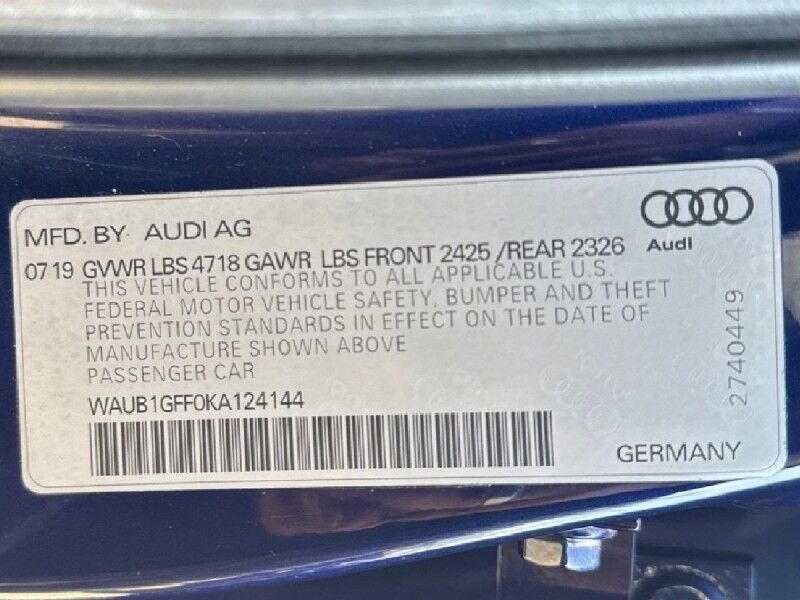 MFD. BY AUDI AG
Audi
07 19 GVWR LBS 4718 GAWR LBS FRONT 2425 /REAR 2326
THIS VEHICLE CONFORMS TO ALL APPLICABLE U.S.
FEDERAL MOTOR VEHICLE SAFETY, BUMPER AND THEFT
PREVENTION STANDARDS IN EFFECT ON THE DATE OF
MANUFACTURE SHOWN ABOVE
PASSENGER CAR
WAUB1GFF0KA124144
GERMANY
2740449